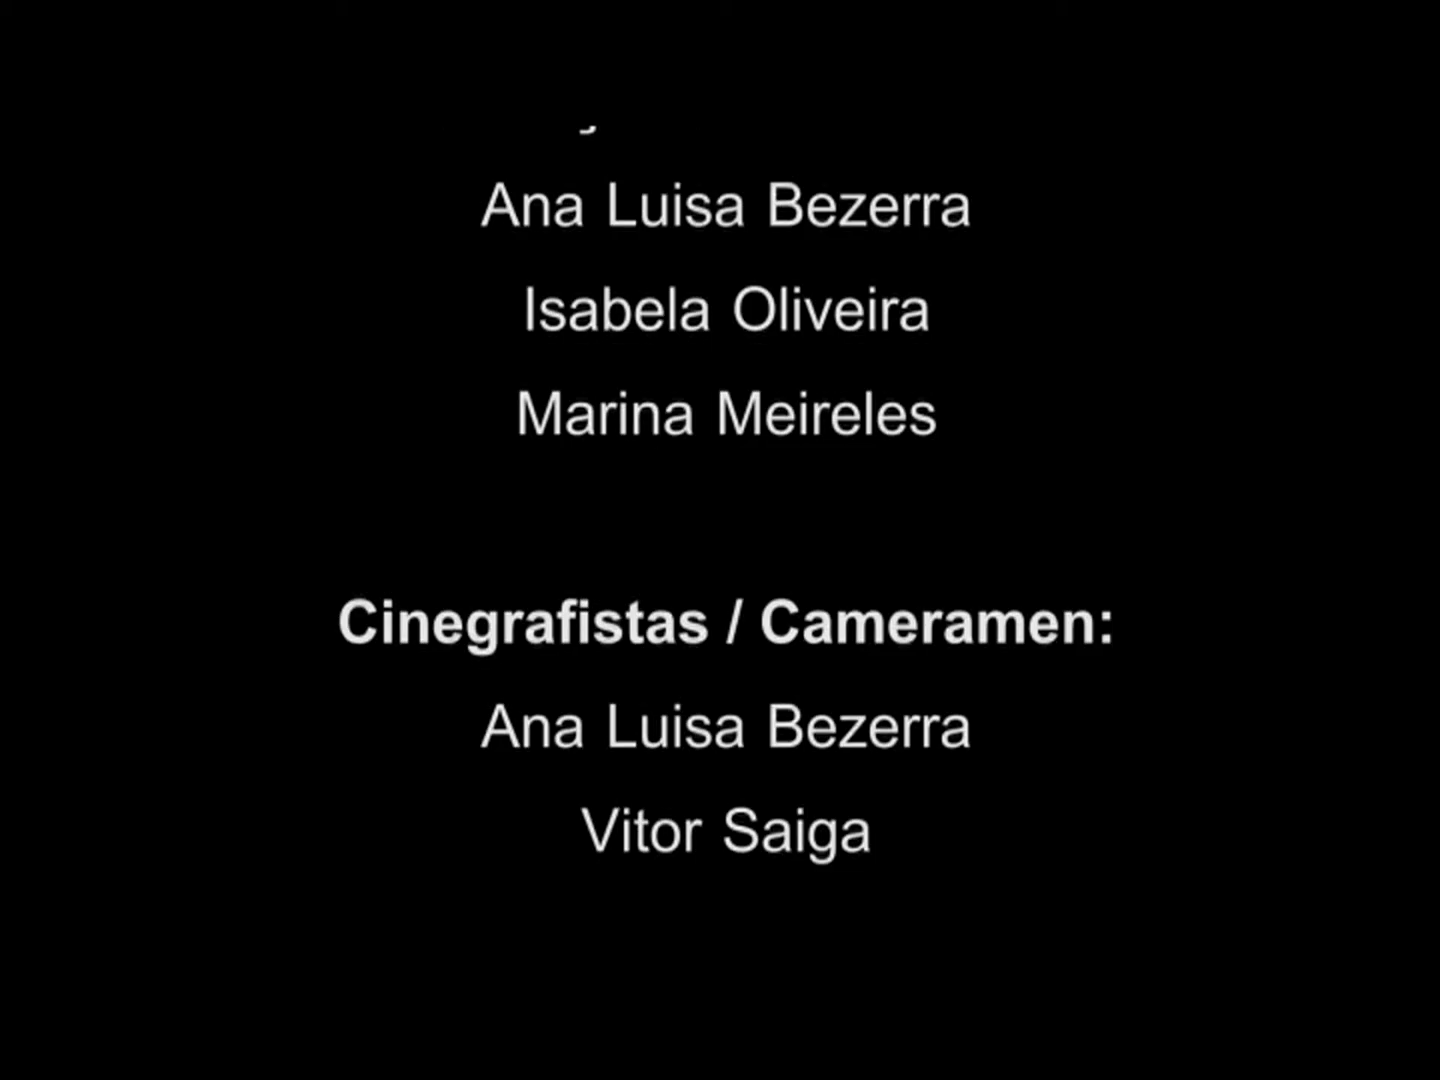 Ana Luisa Bezerra
Isabela Oliveira
Marina Meireles
Cinegrafistas / Cameramen:
Ana Luisa Bezerra
Vitor Saiga